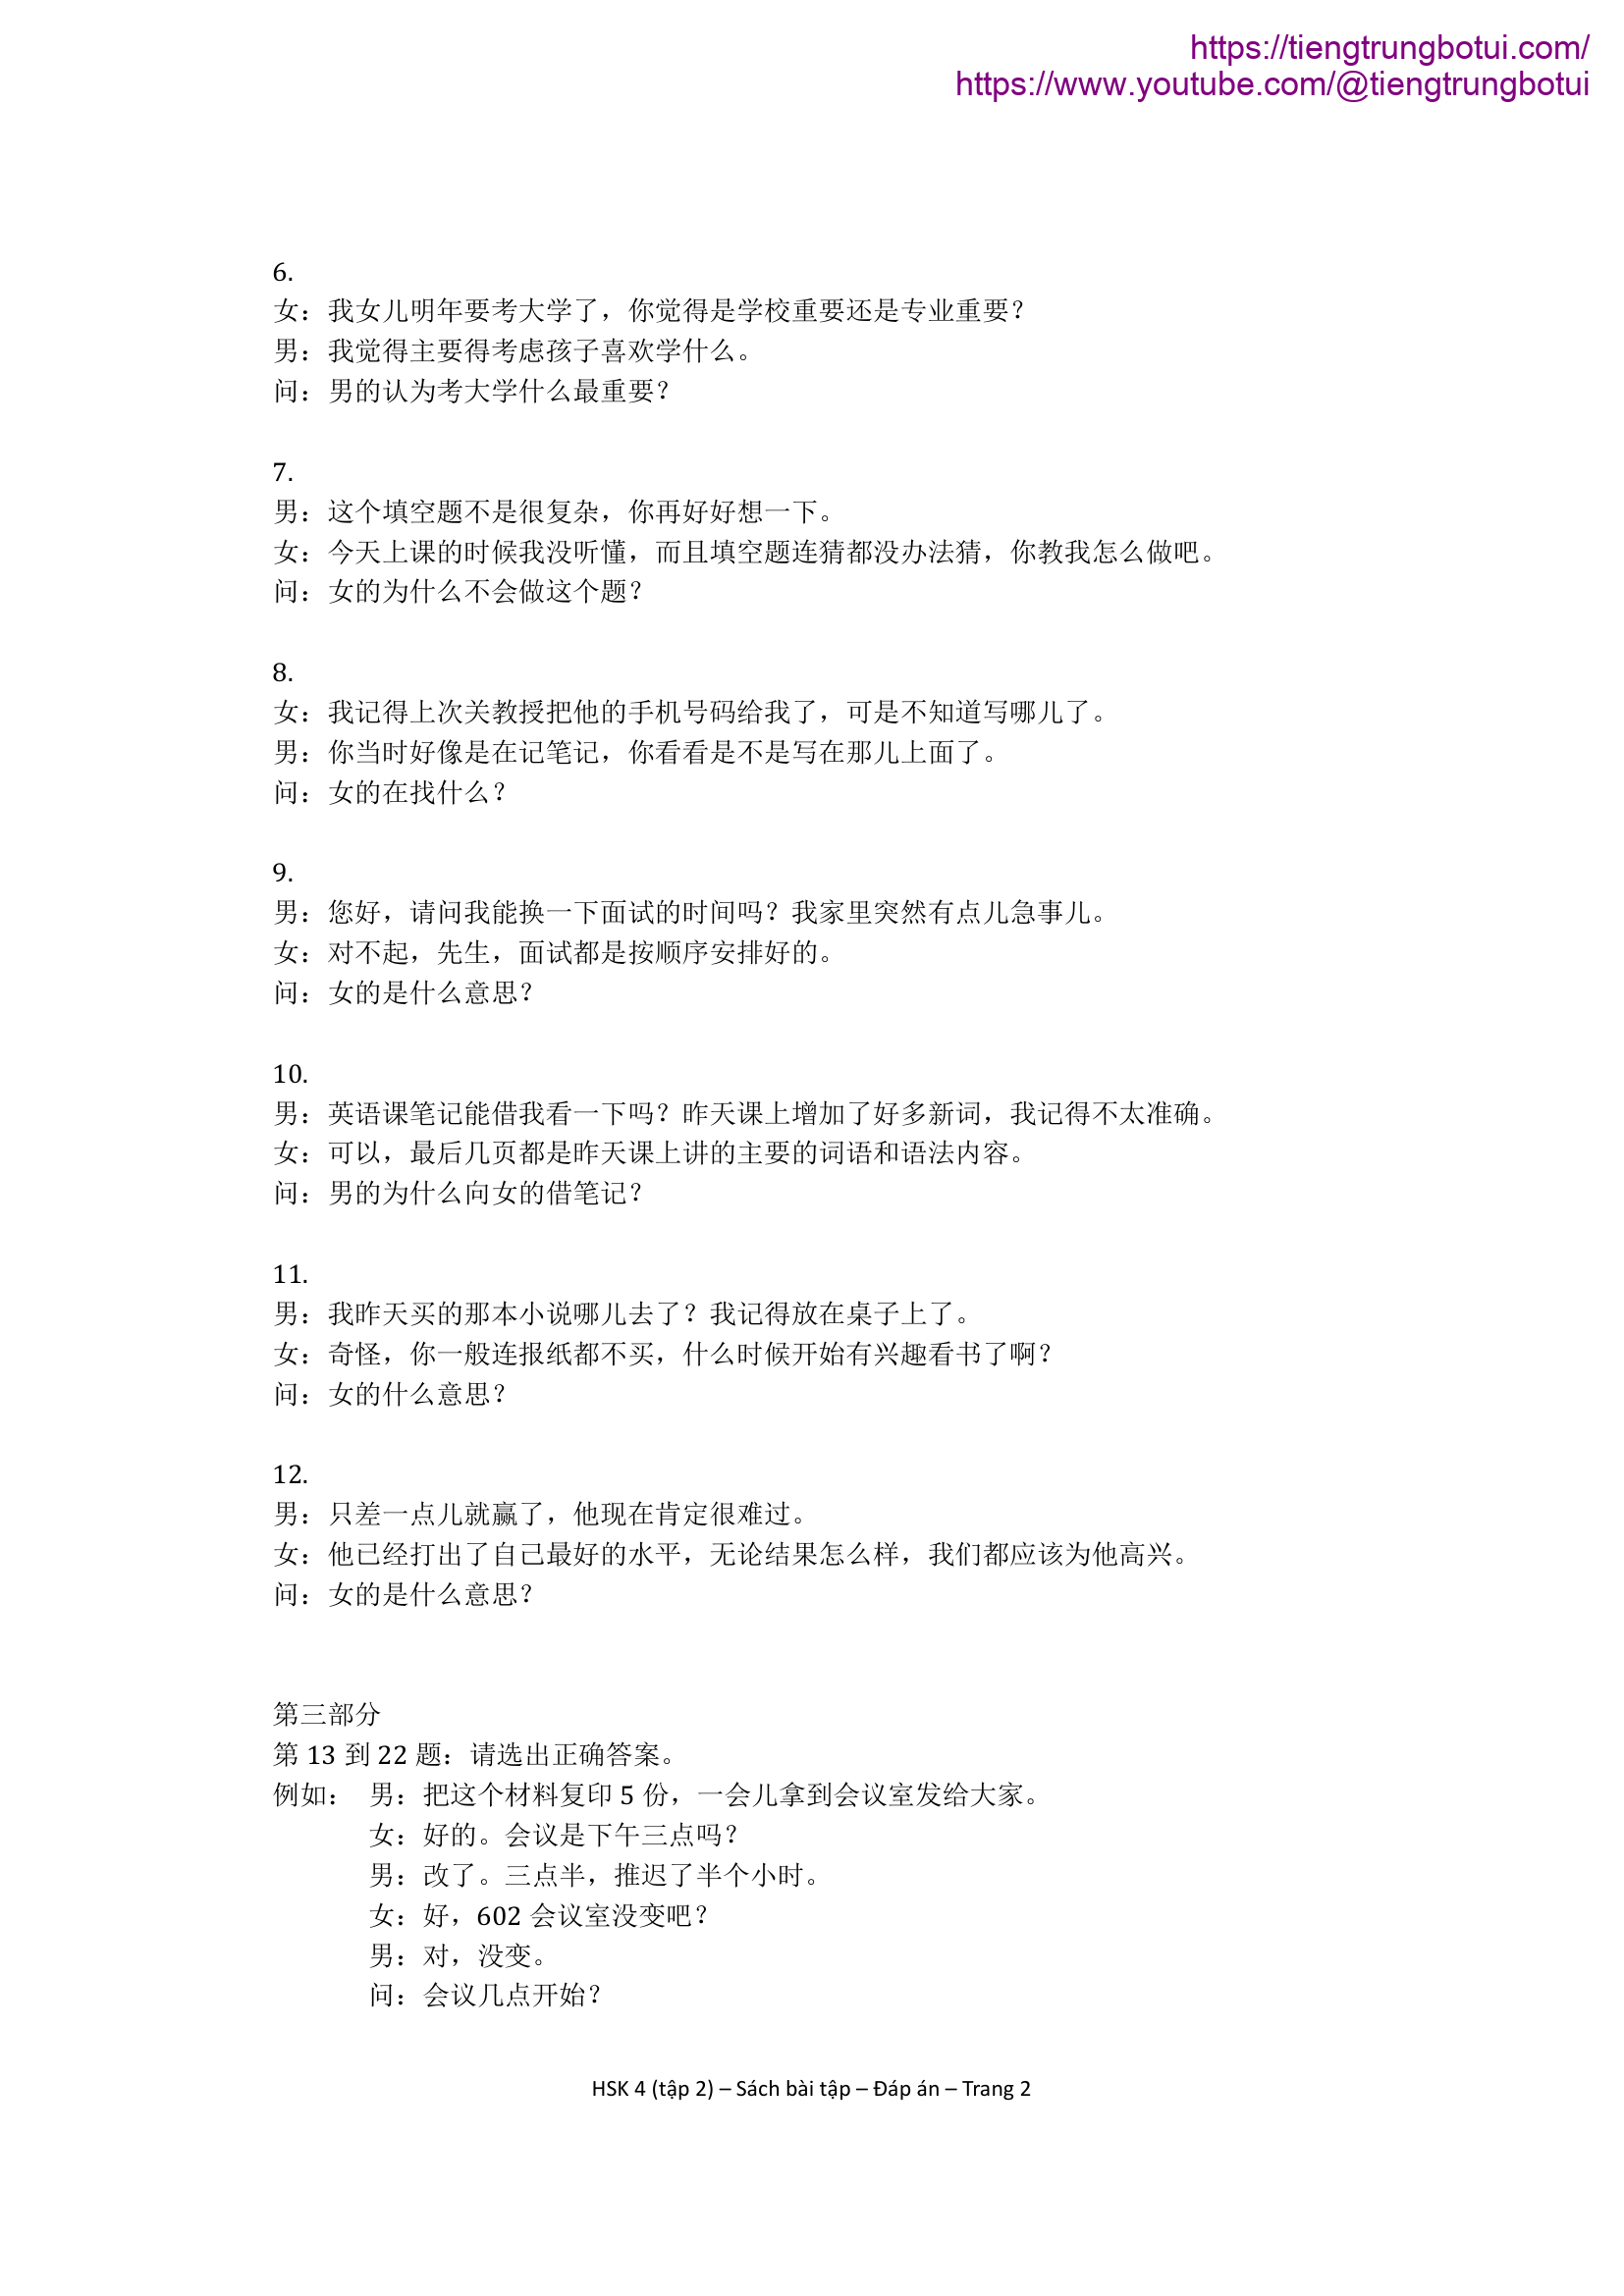 https://tiengtrungbotui.com/
https://www.youtube.com/@tiengtrungbotui
6.
女：我女儿明年要考大学了，你觉得是学校重要还是专业重要？
男：我觉得主要得考虑孩子喜欢学什么。
问：男的认为考大学什么最重要？
7.
男：这个填空题不是很复杂，你再好好想一下。
女：今天上课的时候我没听懂，而且填空题连猜都没办法猜，你教我怎么做吧。
问：女的为什么不会做这个题？
8.
女：我记得上次关教授把他的手机号码给我了，可是不知道写哪儿了。
男：你当时好像是在记笔记，你看看是不是写在那儿上面了。
问：女的在找什么？
9.
男：您好，请问我能换一下面试的时间吗？我家里突然有点儿急事儿。
女：对不起，先生，面试都是按顺序安排好的。
问：女的是什么意思？
10.
男：英语课笔记能借我看一下吗？昨天课上增加了好多新词，我记得不太准确。
女：可以，最后几页都是昨天课上讲的主要的词语和语法内容。
问：男的为什么向女的借笔记？
11.
男：我昨天买的那本小说哪儿去了？我记得放在桌子上了。
女：奇怪，你一般连报纸都不买，什么时候开始有兴趣看书了啊？
问：女的什么意思？
12.
男：只差一点儿就赢了，他现在肯定很难过。
女：他已经打出了自己最好的水平，无论结果怎么样，我们都应该为他高兴。
问：女的是什么意思？
第三部分
第 13 到 22 题：请选出正确答案。
例如： 男：把这个材料复印 5 份，一会儿拿到会议室发给大家。
女：好的。会议是下午三点吗？
男：改了。三点半，推迟了半个小时。
女：好，602 会议室没变吧？
男：对，没变。
问：会议几点开始？
HSK 4 (tập 2) – Sách bài tập – Đáp án – Trang 2